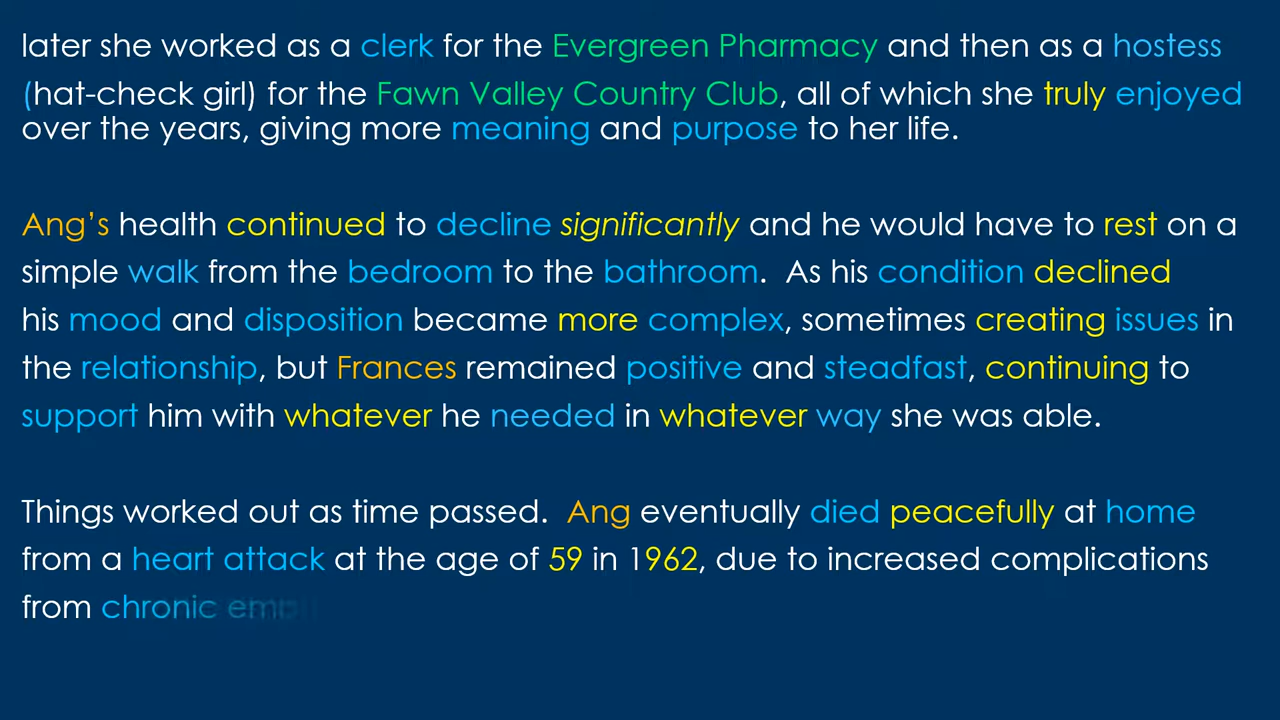 later she worked as a clerk for the Evergreen Pharmacy and then as a hostess
(hat-check girl) for the Fawn Valley Country Club, all of which she truly enjoyed
over the years, giving more meaning and purpose to her life.
Ang’s health continued to decline significantly and he would have to rest on a
simple walk from the bedroom to the bathroom.  As his condition declined
his mood and disposition became more complex, sometimes creating issues in
the relationship, but Frances remained positive and steadfast, continuing to
support him with whatever he needed in whatever way she was able.
Things worked out as time passed.  Ang eventually died peacefully at home
from a heart attack at the age of 59 in 1962, due to increased complications
from chronic